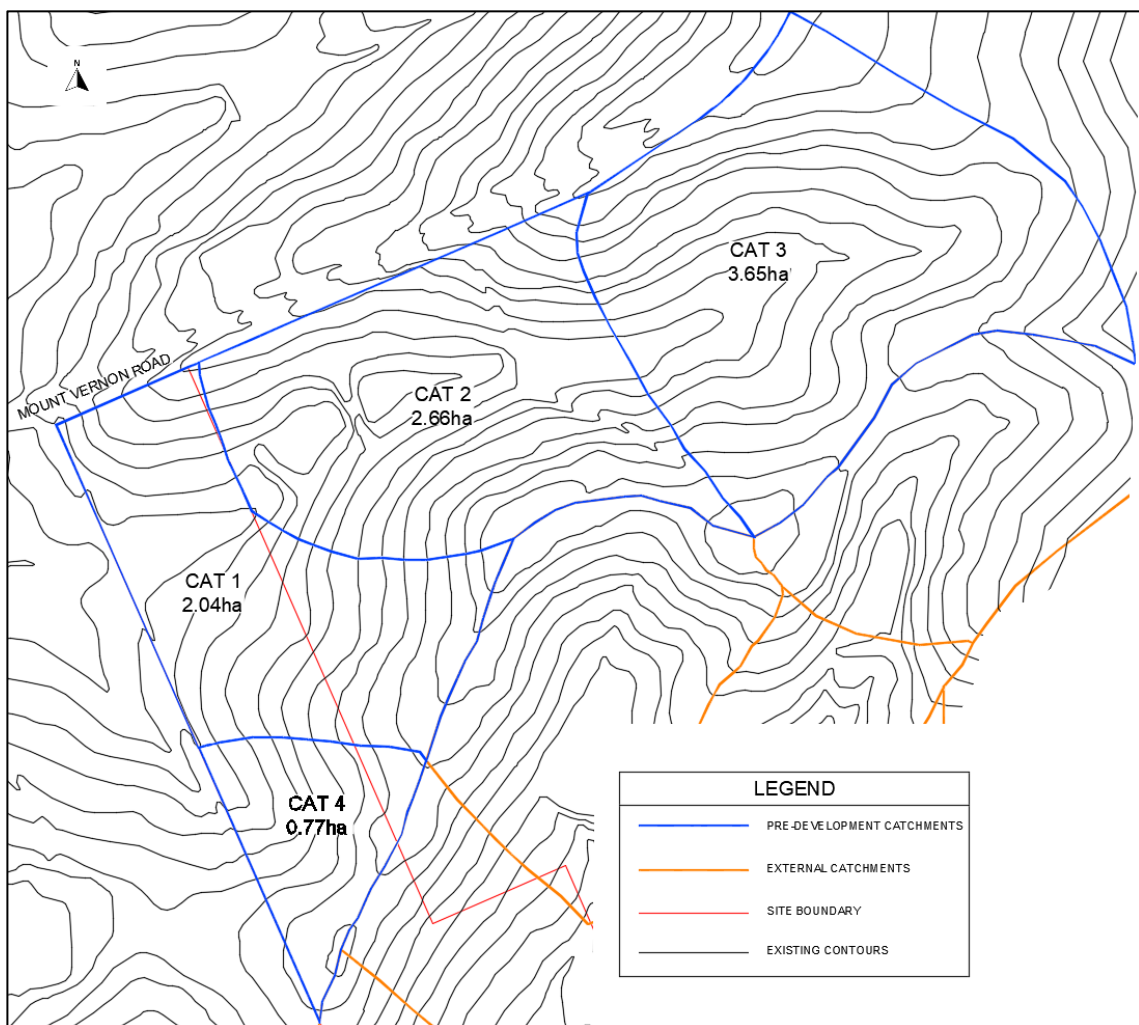 N
CAT 3
3.65ha
MOUNT VERNON ROAD
CAT 2
2.66ha
CAT 1
2.04ha
CAT 4
0.77ha
LEGEND
PRE-DEVELOPMENT CATCHMENTS
EXTERNAL CATCHMENTS
SITE BOUNDARY
EXISTING CONTOURS